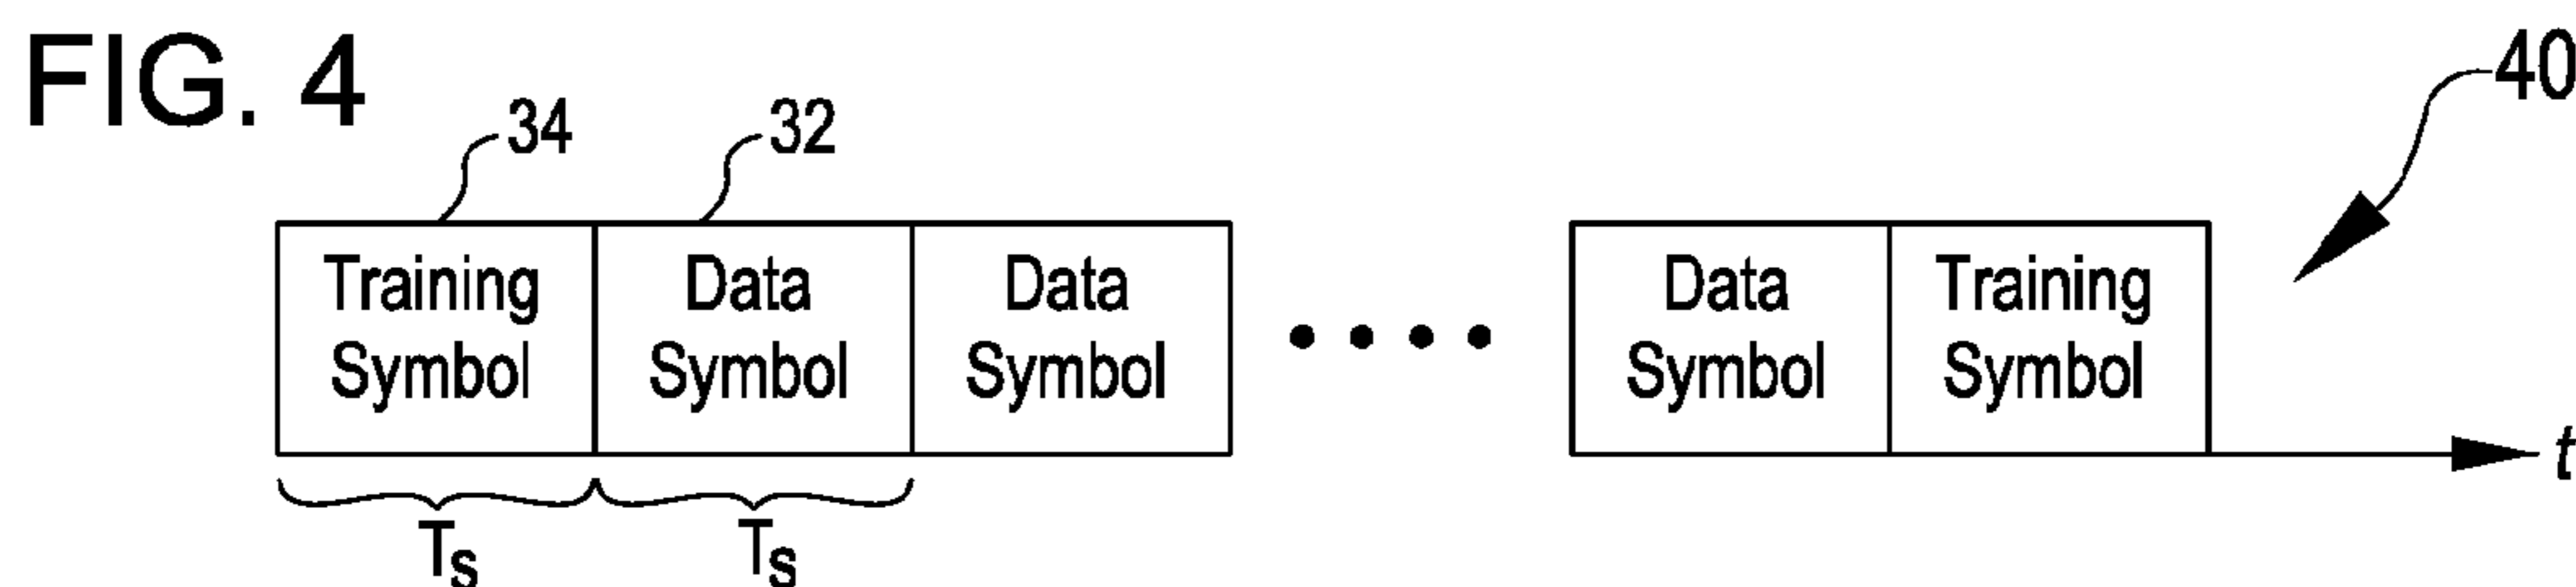 FIG. 4
34
32
40
Training
Symbol
Data
Symbol
Data
Symbol
Data
Symbol
Training
Symbol
t
Ts
Ts